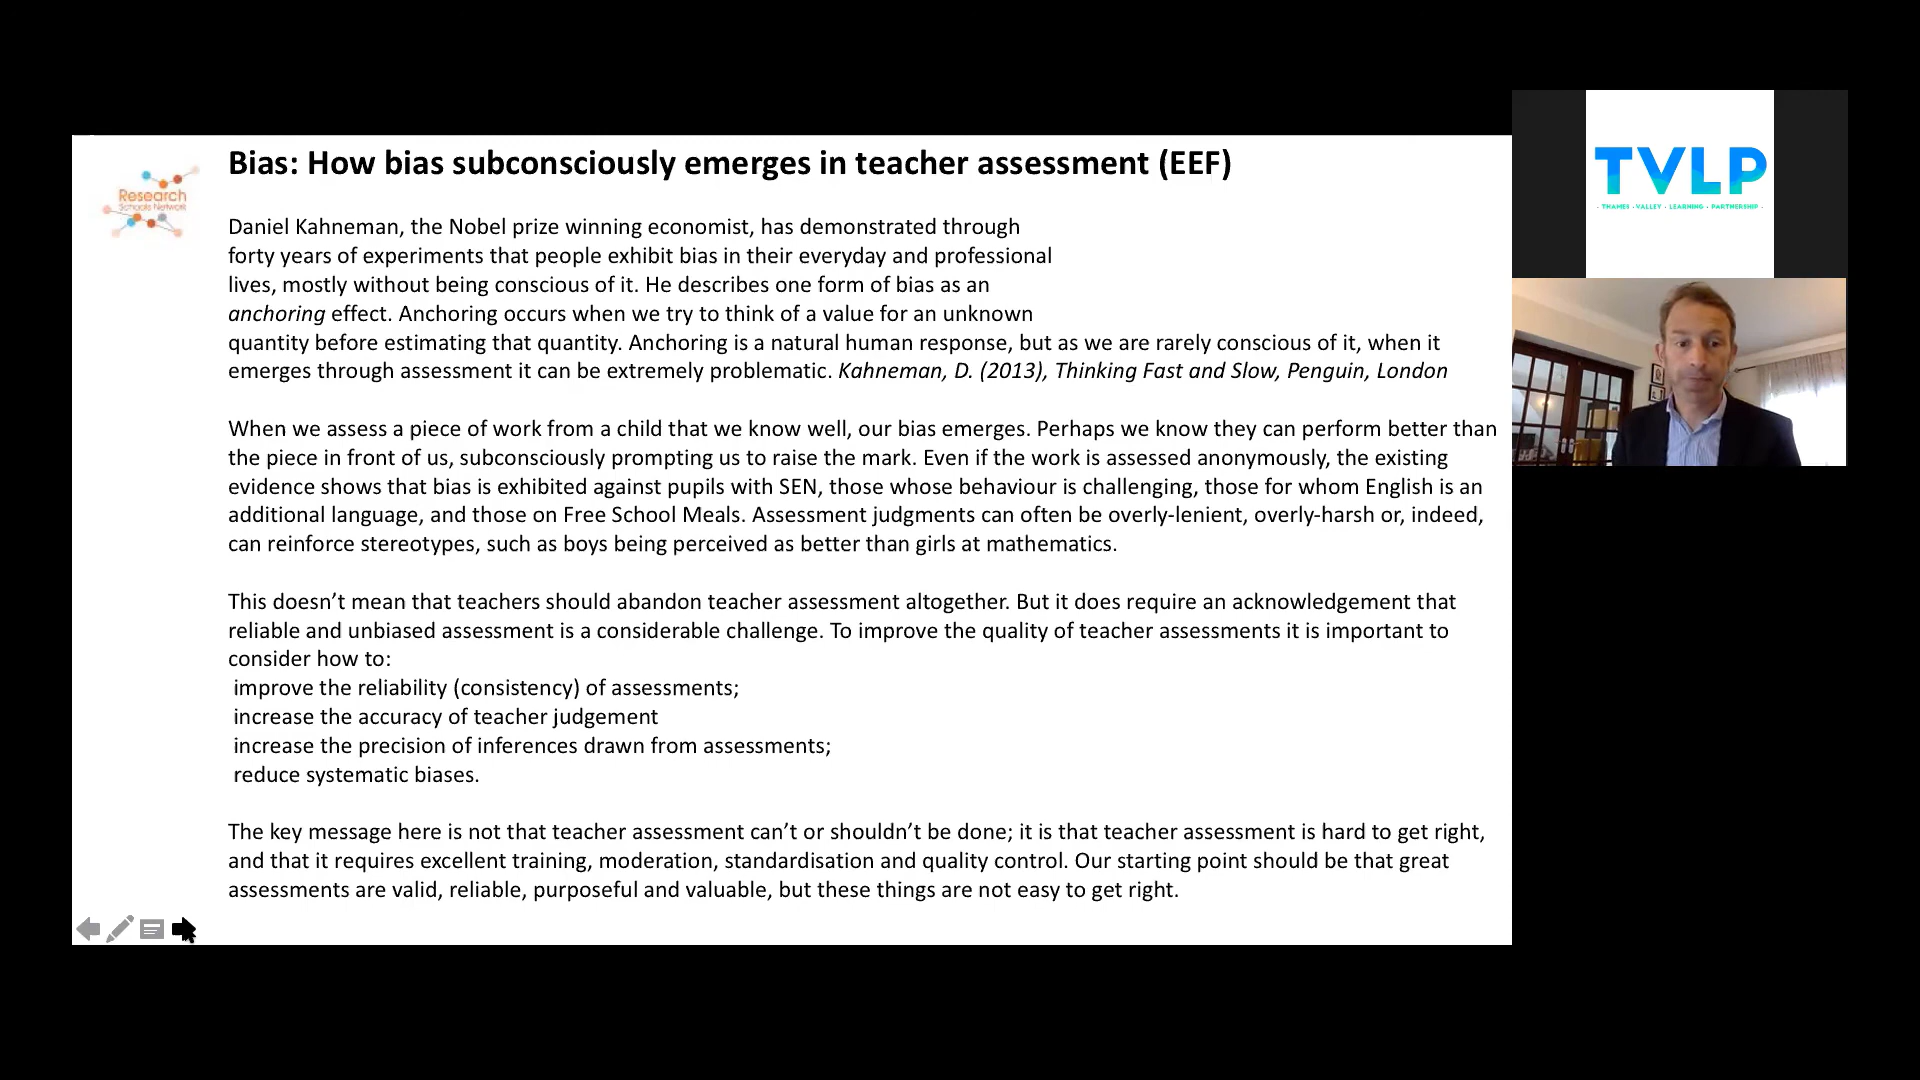 Bias: How bias subconsciously emerges in teacher assessment (EEF)
Research
Schools Network
Daniel Kahneman, the Nobel prize winning economist, has demonstrated through
forty years of experiments that people exhibit bias in their everyday and professional
lives, mostly without being conscious of it. He describes one form of bias as an
anchoring effect. Anchoring occurs when we try to think of a value for an unknown
quantity before estimating that quantity. Anchoring is a natural human response, but as we are rarely conscious of it, when it
emerges through assessment it can be extremely problematic. Kahneman, D. (2013), Thinking Fast and Slow, Penguin, London
When we assess a piece of work from a child that we know well, our bias emerges. Perhaps we know they can perform better than
the piece in front of us, subconsciously prompting us to raise the mark. Even if the work is assessed anonymously, the existing
evidence shows that bias is exhibited against pupils with SEN, those whose behaviour is challenging, those for whom English is an
additional language, and those on Free School Meals. Assessment judgments can often be overly-lenient, overly-harsh or, indeed,
can reinforce stereotypes, such as boys being perceived as better than girls at mathematics.
This doesn’t mean that teachers should abandon teacher assessment altogether. But it does require an acknowledgement that
reliable and unbiased assessment is a considerable challenge. To improve the quality of teacher assessments it is important to
consider how to:
improve the reliability (consistency) of assessments;
increase the accuracy of teacher judgement
increase the precision of inferences drawn from assessments;
reduce systematic biases.
The key message here is not that teacher assessment can’t or shouldn’t be done; it is that teacher assessment is hard to get right,
and that it requires excellent training, moderation, standardisation and quality control. Our starting point should be that great
assessments are valid, reliable, purposeful and valuable, but these things are not easy to get right.
TVLP
- THAMES - VALLEY - LEARNING - PARTNERSHIP -